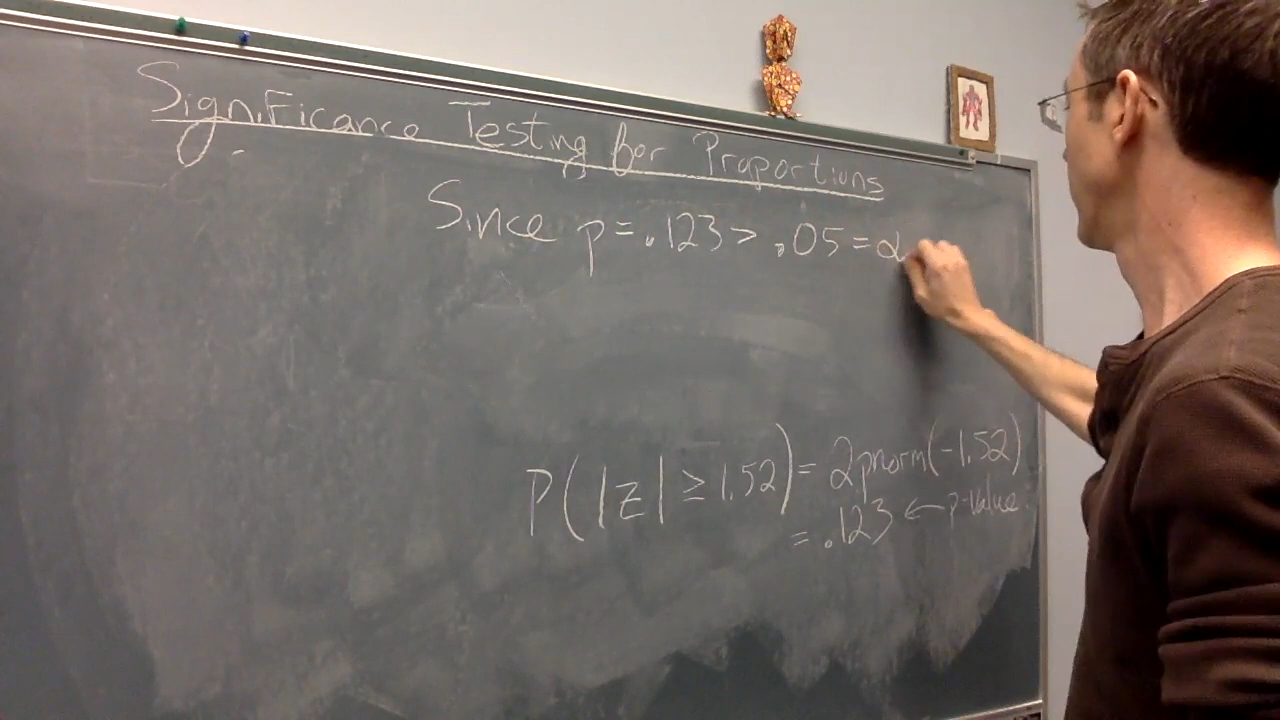 Significance Testing for Proportions
Since p = .123 > .05 = α
P(|z| ≥ 1.52) = 2pnorm(-1.52)
= .123 ← p-value